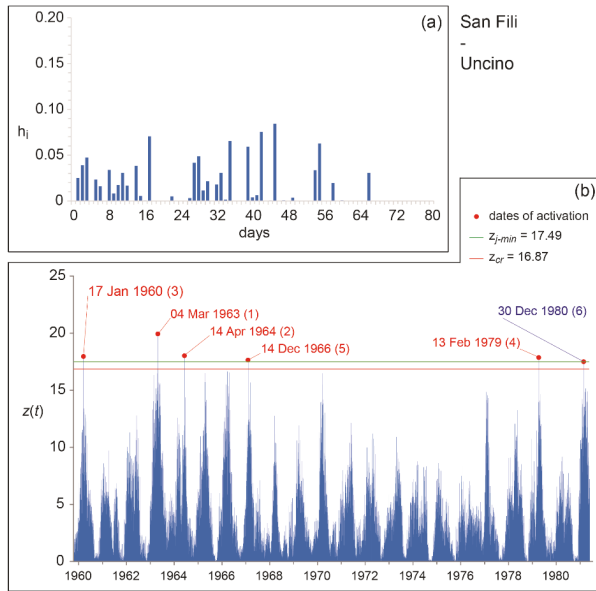 (a)
San Fili
-
Uncino
0.20
0.15
0.10
0.05
0
h_i
0 8 16 24 32 40 48 56 64 72 80
days
(b)
dates of activation
z_j-min = 17.49
z_cr = 16.87
25
20
15
10
5
0
z(t)
17 Jan 1960 (3)
04 Mar 1963 (1)
14 Apr 1964 (2)
14 Dec 1966 (5)
13 Feb 1979 (4)
30 Dec 1980 (6)
1960 1962 1964 1966 1968 1970 1972 1974 1976 1978 1980